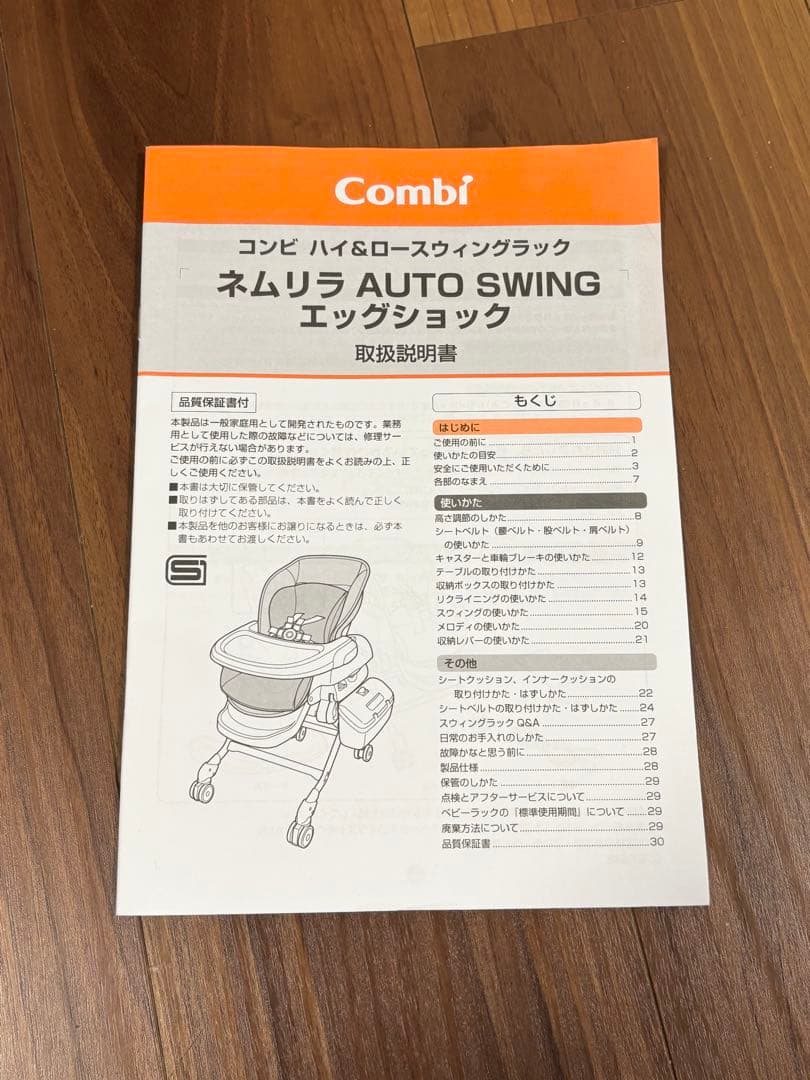 Combi
コンビ ハイ&ロースウィングラック
ネムリラ AUTO SWING
エッグショック
取扱説明書
品質保証書付
本製品は一般家庭用として開発されたものです。業務
用として使用した際の故障などについては、修理サー
ビスが行えない場合があります。
ご使用の前に必ずこの取扱説明書をよくお読みの上、正
しくご使用ください。
■本書は大切に保管してください。
■取りはずしてある部品は、本書をよく読んで正しく
取り付けてください。
■本製品を他のお客様にお譲りになるときは、必ず本
書もあわせてお渡しください。
もくじ
はじめに
ご使用の前に 1
使いかたの目安 2
安全にご使用いただくために 3
各部のなまえ 7
使いかた
高さ調節のしかた 8
シートベルト（腰ベルト・股ベルト・肩ベルト）
の使いかた 9
キャスターと車輪ブレーキの使いかた 12
テーブルの取り付けかた 13
収納ボックスの取り付けかた 13
リクライニングの使いかた 14
スウィングの使いかた 15
メロディの使いかた 20
収納レバーの使いかた 21
その他
シートクッション、インナークッションの
取り付けかた・はずしかた 22
シートベルトの取り付けかた・はずしかた 24
スウィングラックQ&A 27
日常のお手入れのしかた 27
故障かなと思う前に 28
製品仕様 28
保管のしかた 29
点検とアフターサービスについて 29
ベビーラックの「標準使用期間」について 29
廃棄方法について 29
品質保証書 30